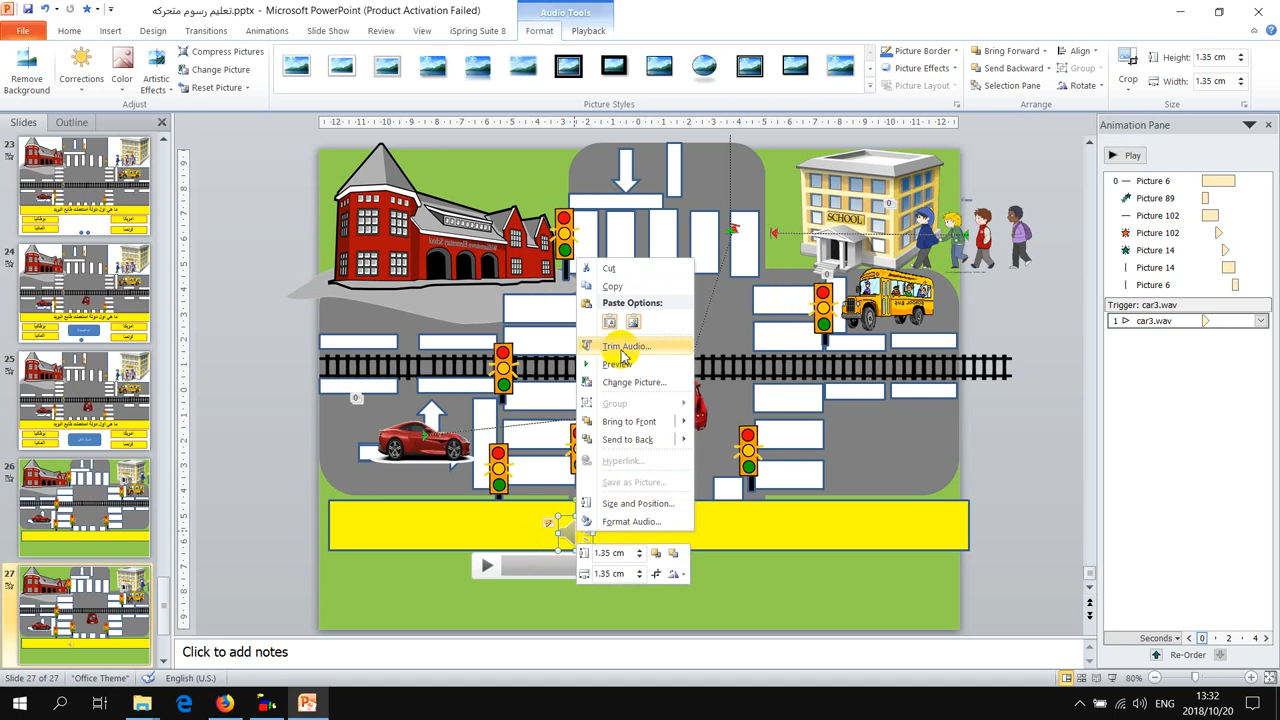 تعليم رسوم متحركه.pptx - Microsoft PowerPoint (Product Activation Failed)
Audio Tools
File Home Insert Design Transitions Animations Slide Show Review View iSpring Suite 8 Format Playback
Remove Background
Corrections
Color
Artistic Effects
Compress Pictures
Change Picture
Reset Picture
Adjust
Picture Styles
Picture Border
Picture Effects
Picture Layout
Bring Forward
Send Backward
Selection Pane
Align
Group
Rotate
Arrange
Crop
Height: 1.35 cm
Width: 1.35 cm
Size
Slides Outline
23
24
25
26
27
SCHOOL
Cut
Copy
Paste Options:
Trim Audio...
Preview
Change Picture...
Group
Bring to Front
Send to Back
Hyperlink...
Save as Picture...
Size and Position...
Format Audio...
1.35 cm
1.35 cm
Animation Pane
Play
0 Picture 6
Picture 89
Picture 102
Picture 102
Picture 14
Picture 14
Picture 6
Trigger: car3.wav
1 car3.wav
Seconds 0 2 4 6
Re-Order
Click to add notes
Slide 27 of 27 "Office Theme" English (U.S.)
80%
ENG
13:32
2018/10/20